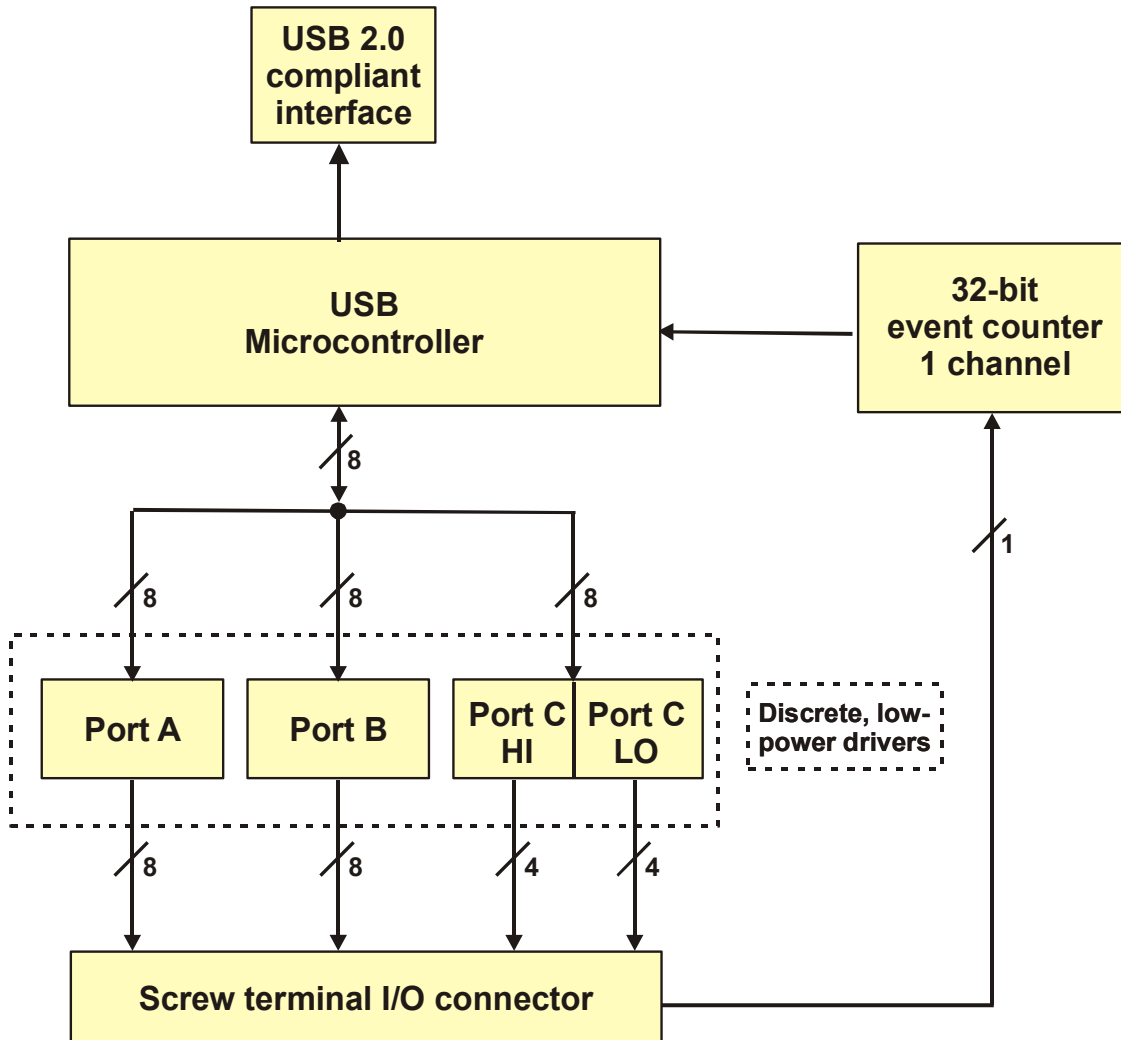 USB 2.0
compliant
interface
USB
Microcontroller
32-bit
event counter
1 channel
8
1
8
8
8
Port A
Port B
Port C
HI
Port C
LO
Discrete, low-
power drivers
8
8
4
4
Screw terminal I/O connector